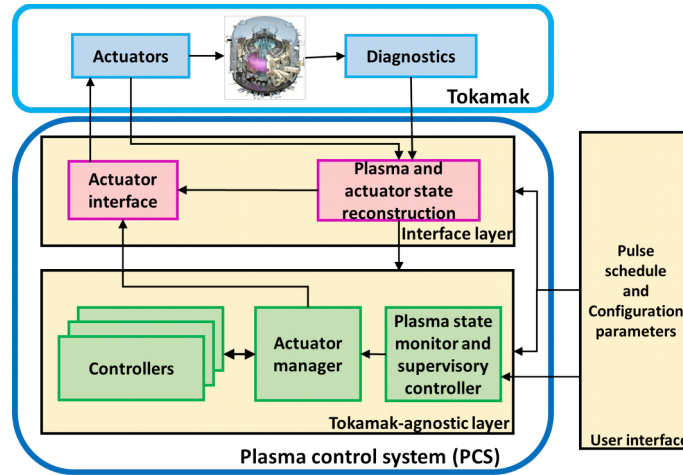 Actuators
Diagnostics
Tokamak
Actuator
interface
Plasma and
actuator state
reconstruction
Interface layer
Controllers
Actuator
manager
Plasma state
monitor and
supervisory
controller
Tokamak-agnostic layer
Plasma control system (PCS)
Pulse
schedule
and
Configuration
parameters
User interface